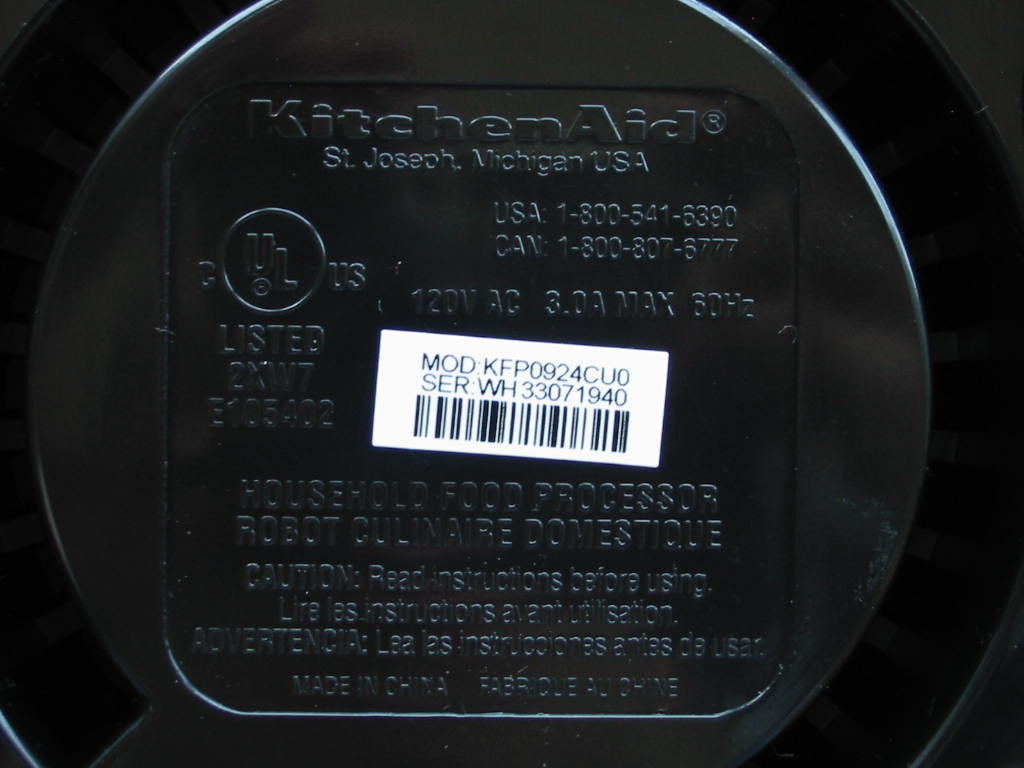 KitchenAid®
St. Joseph, Michigan USA
USA: 1-800-541-6390
CAN: 1-800-807-6777
C UL US
120V AC 3.0A MAX 60Hz
LISTED
2XW7
E105402
MOD:KFP0924CU0
SER:WH33071940
HOUSEHOLD FOOD PROCESSOR
ROBOT CULINAIRE DOMESTIQUE
CAUTION: Read instructions before using.
Lire les instructions avant utilisation.
ADVERTENCIA: Lea las instrucciones antes de usar.
MADE IN CHINA FABRIQUE AU CHINE